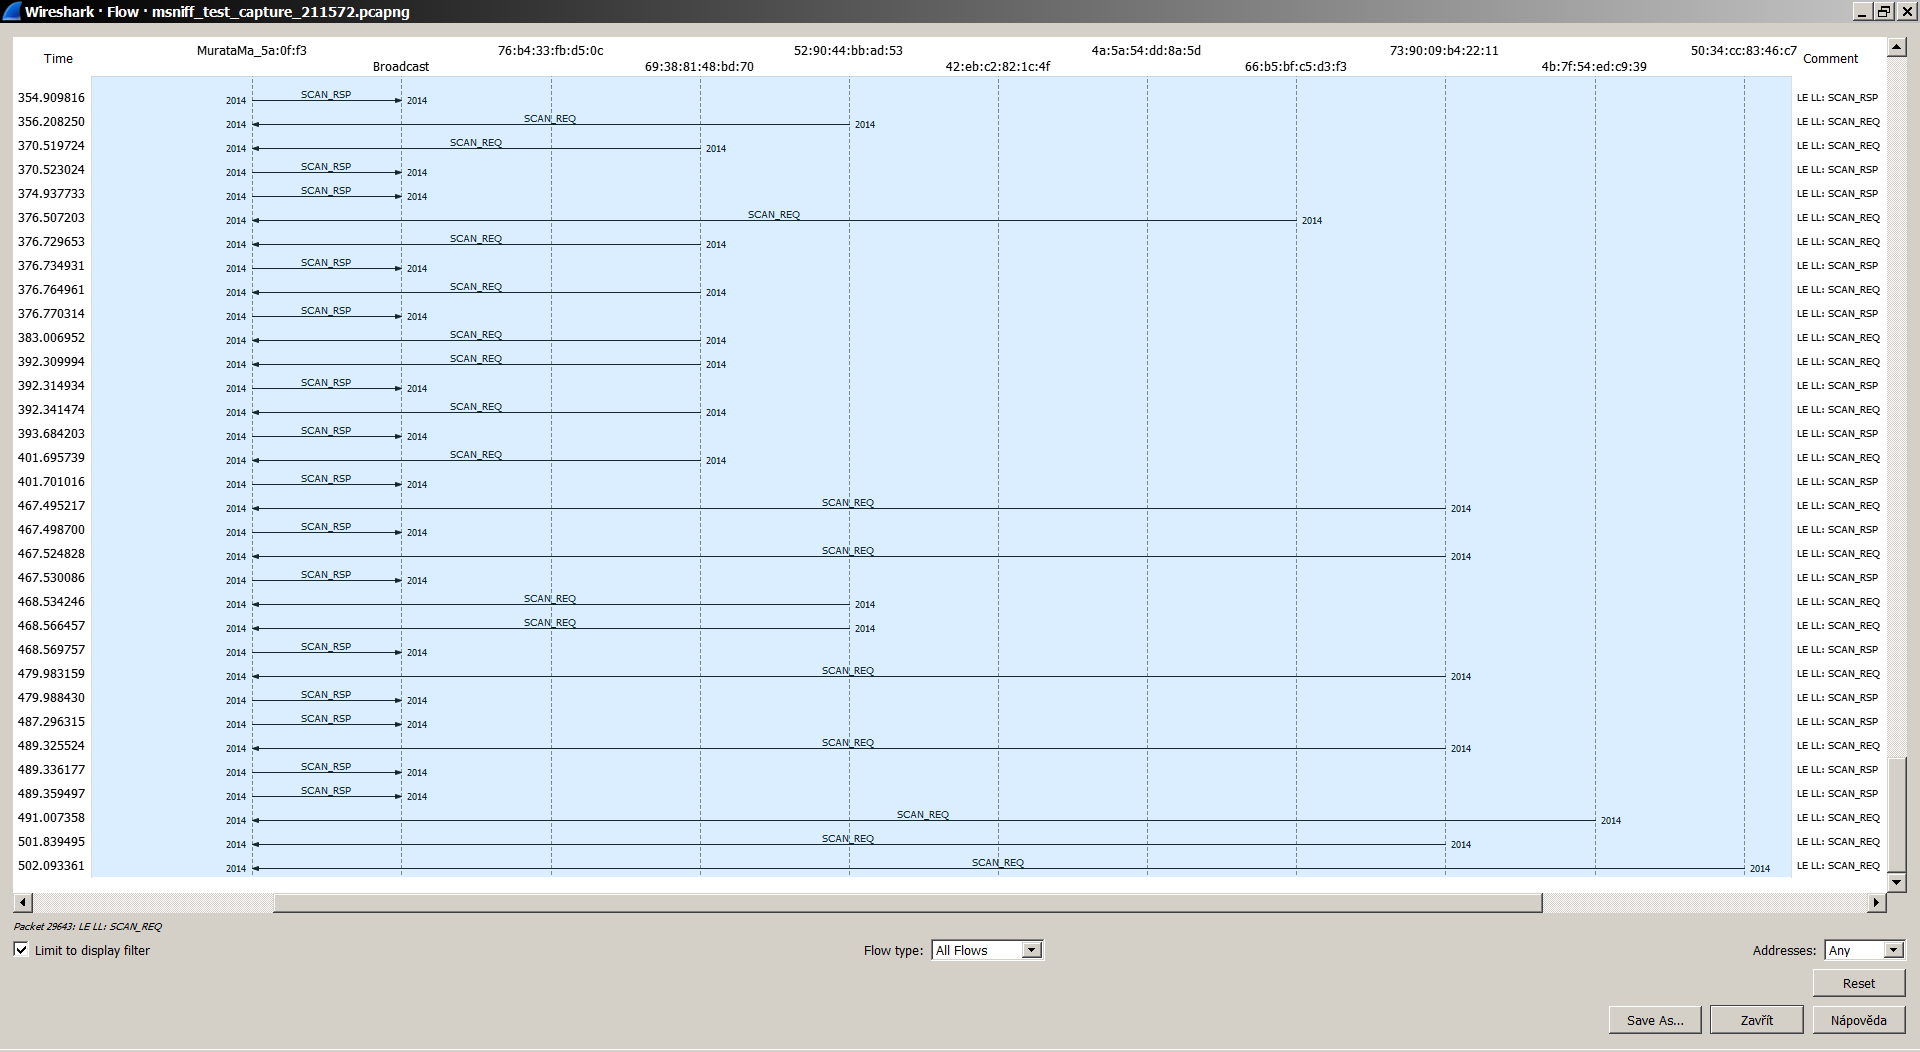 Wireshark · Flow · msniff_test_capture_211572.pcapng
MurataMa_5a:0f:f3 76:b4:33:fb:d5:0c 52:90:44:bb:ad:53 4a:5a:54:dd:8a:5d 73:90:09:b4:22:11 50:34:cc:83:46:c7
Time Comment
Broadcast 69:38:81:48:bd:70 42:eb:c2:82:1c:4f 66:b5:bf:c5:d3:f3 4b:7f:54:ed:c9:39
354.909816 2014 SCAN_RSP 2014 LE LL: SCAN_RSP
356.208250 2014 SCAN_REQ 2014 LE LL: SCAN_REQ
370.519724 2014 SCAN_REQ 2014 LE LL: SCAN_REQ
370.523024 2014 SCAN_RSP 2014 LE LL: SCAN_RSP
374.937733 2014 SCAN_RSP 2014 LE LL: SCAN_RSP
376.507203 2014 SCAN_REQ 2014 LE LL: SCAN_REQ
376.729653 2014 SCAN_REQ 2014 LE LL: SCAN_REQ
376.734931 2014 SCAN_RSP 2014 LE LL: SCAN_RSP
376.764961 2014 SCAN_REQ 2014 LE LL: SCAN_REQ
376.770314 2014 SCAN_RSP 2014 LE LL: SCAN_RSP
383.006952 2014 SCAN_REQ 2014 LE LL: SCAN_REQ
392.309994 2014 SCAN_REQ 2014 LE LL: SCAN_REQ
392.314934 2014 SCAN_RSP 2014 LE LL: SCAN_RSP
392.341474 2014 SCAN_REQ 2014 LE LL: SCAN_REQ
393.684203 2014 SCAN_RSP 2014 LE LL: SCAN_RSP
401.695739 2014 SCAN_REQ 2014 LE LL: SCAN_REQ
401.701016 2014 SCAN_RSP 2014 LE LL: SCAN_RSP
467.495217 2014 SCAN_REQ 2014 LE LL: SCAN_REQ
467.498700 2014 SCAN_RSP 2014 LE LL: SCAN_RSP
467.524828 2014 SCAN_REQ 2014 LE LL: SCAN_REQ
467.530086 2014 SCAN_RSP 2014 LE LL: SCAN_RSP
468.534246 2014 SCAN_REQ 2014 LE LL: SCAN_REQ
468.566457 2014 SCAN_REQ 2014 LE LL: SCAN_REQ
468.569757 2014 SCAN_RSP 2014 LE LL: SCAN_RSP
479.983159 2014 SCAN_REQ 2014 LE LL: SCAN_REQ
479.988430 2014 SCAN_RSP 2014 LE LL: SCAN_RSP
487.296315 2014 SCAN_RSP 2014 LE LL: SCAN_RSP
489.325524 2014 SCAN_REQ 2014 LE LL: SCAN_REQ
489.336177 2014 SCAN_RSP 2014 LE LL: SCAN_RSP
489.359497 2014 SCAN_RSP 2014 LE LL: SCAN_RSP
491.007358 2014 SCAN_REQ 2014 LE LL: SCAN_REQ
501.839495 2014 SCAN_REQ 2014 LE LL: SCAN_REQ
502.093361 2014 SCAN_REQ 2014 LE LL: SCAN_REQ
Packet 29643: LE LL: SCAN_REQ
Limit to display filter Flow type: All Flows Addresses: Any
Reset
Save As... Zavřít Nápověda